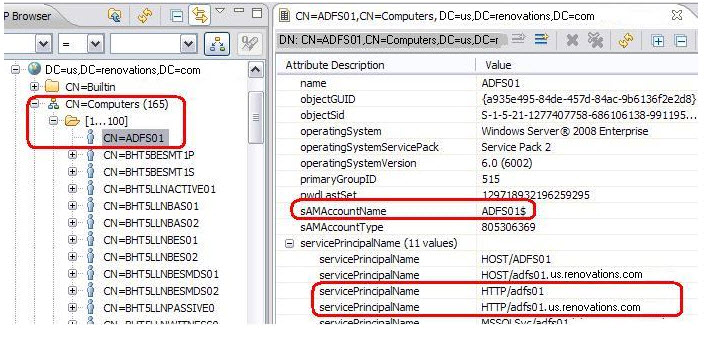 P Browser
=
DC=us,DC=renovations,DC=com
CN=Builtin
CN=Computers (165)
[1...100]
CN=ADFS01
CN=BHT5BESMT1P
CN=BHT5BESMT1S
CN=BHT5LLNACTIVE01
CN=BHT5LLNBAS01
CN=BHT5LLNBAS02
CN=BHT5LLNBES01
CN=BHT5LLNBES02
CN=BHT5LLNBESMDS01
CN=BHT5LLNBESMDS02
CN=BHT5LLNPASSIVE0
CN=BHT5LLNWITNESS0
CN=ADFS01,CN=Computers, DC=us,DC=renovations,DC=com
DN: CN=ADFS01,CN=Computers,DC=us,DC=r
Attribute Description Value
name ADFS01
objectGUID {a935e495-84de-457d-84ac-9b6136f2e2d8}
objectSid S-1-5-21-1277407758-686106138-991195...
operatingSystem Windows Server® 2008 Enterprise
operatingSystemServicePack Service Pack 2
operatingSystemVersion 6.0 (6002)
primaryGroupID 515
pwdLastSet 129718932196259295
sAMAccountName ADFS01$
sAMAccountType 805306369
servicePrincipalName (11 values)
servicePrincipalName HOST/ADFS01
servicePrincipalName HOST/adfs01.us.renovations.com
servicePrincipalName HTTP/adfs01
servicePrincipalName HTTP/adfs01.us.renovations.com
servicePrincipalName MSSQLSvc/adfs01